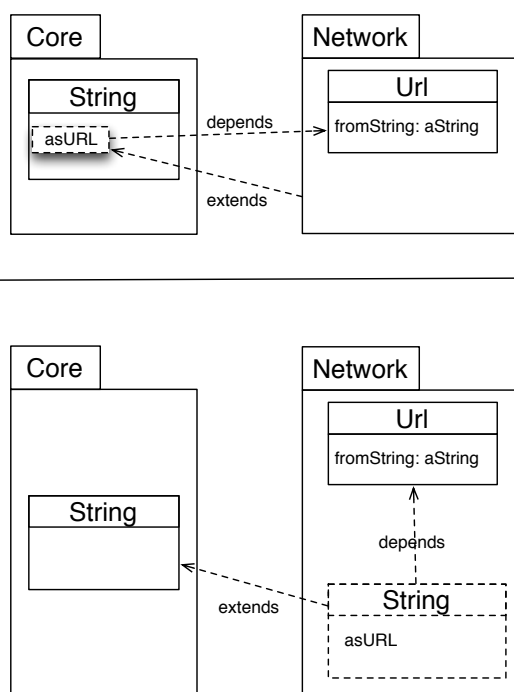 Core
Network
String
Url
asURL
depends
fromString: aString
extends
Core
Network
Url
fromString: aString
String
depends
extends
String
asURL